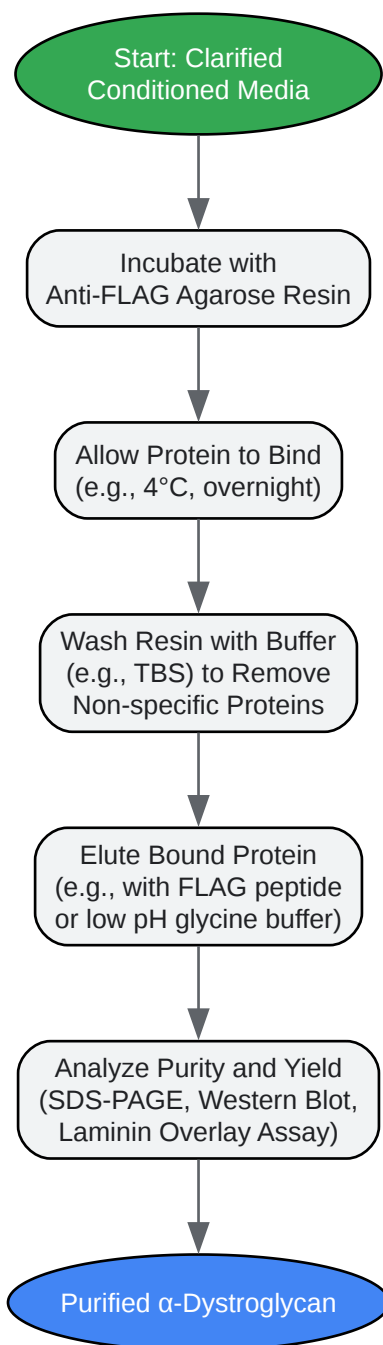 Start: Clarified
Conditioned Media
Incubate with
Anti-FLAG Agarose Resin
Allow Protein to Bind
(e.g., 4°C, overnight)
Wash Resin with Buffer
(e.g., TBS) to Remove
Non-specific Proteins
Elute Bound Protein
(e.g., with FLAG peptide
or low pH glycine buffer)
Analyze Purity and Yield
(SDS-PAGE, Western Blot,
Laminin Overlay Assay)
Purified α-Dystroglycan